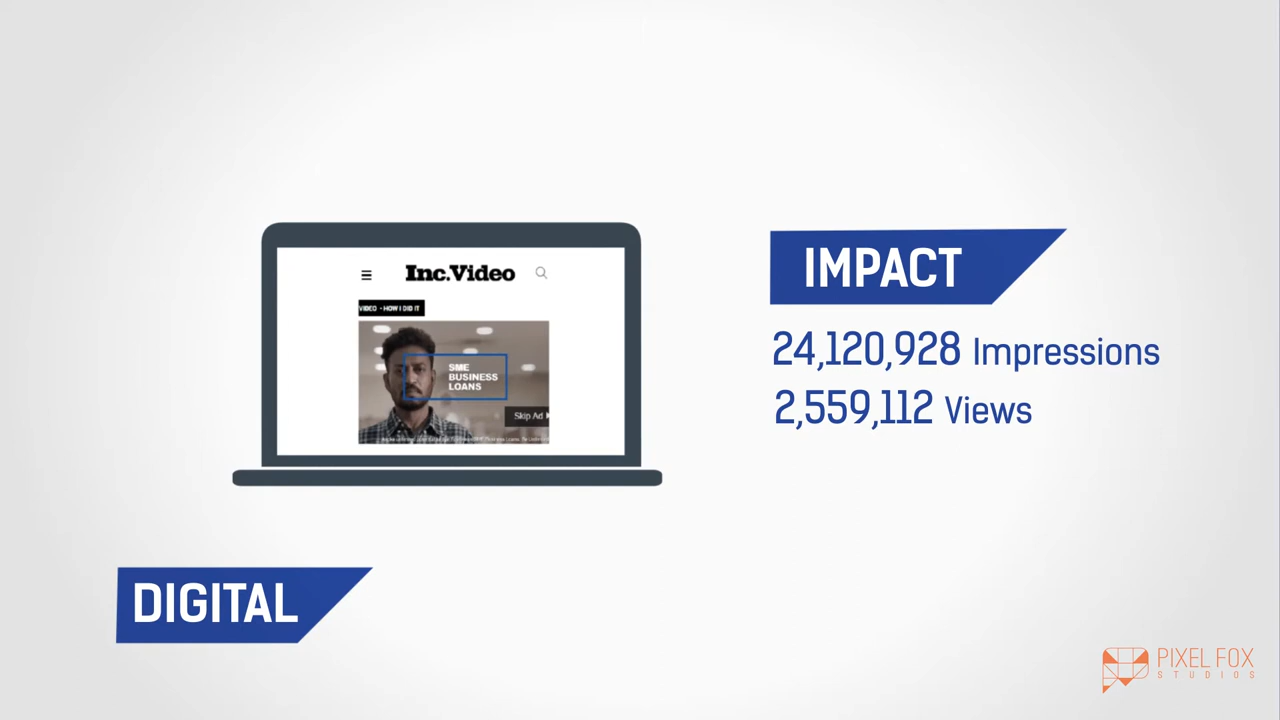 Inc.Video
VIDEO - HOW I DID IT
SME
BUSINESS
LOANS
Skip Ad
IMPACT
24,120,928 Impressions
2,559,112 Views
DIGITAL
PIXEL FOX
STUDIOS